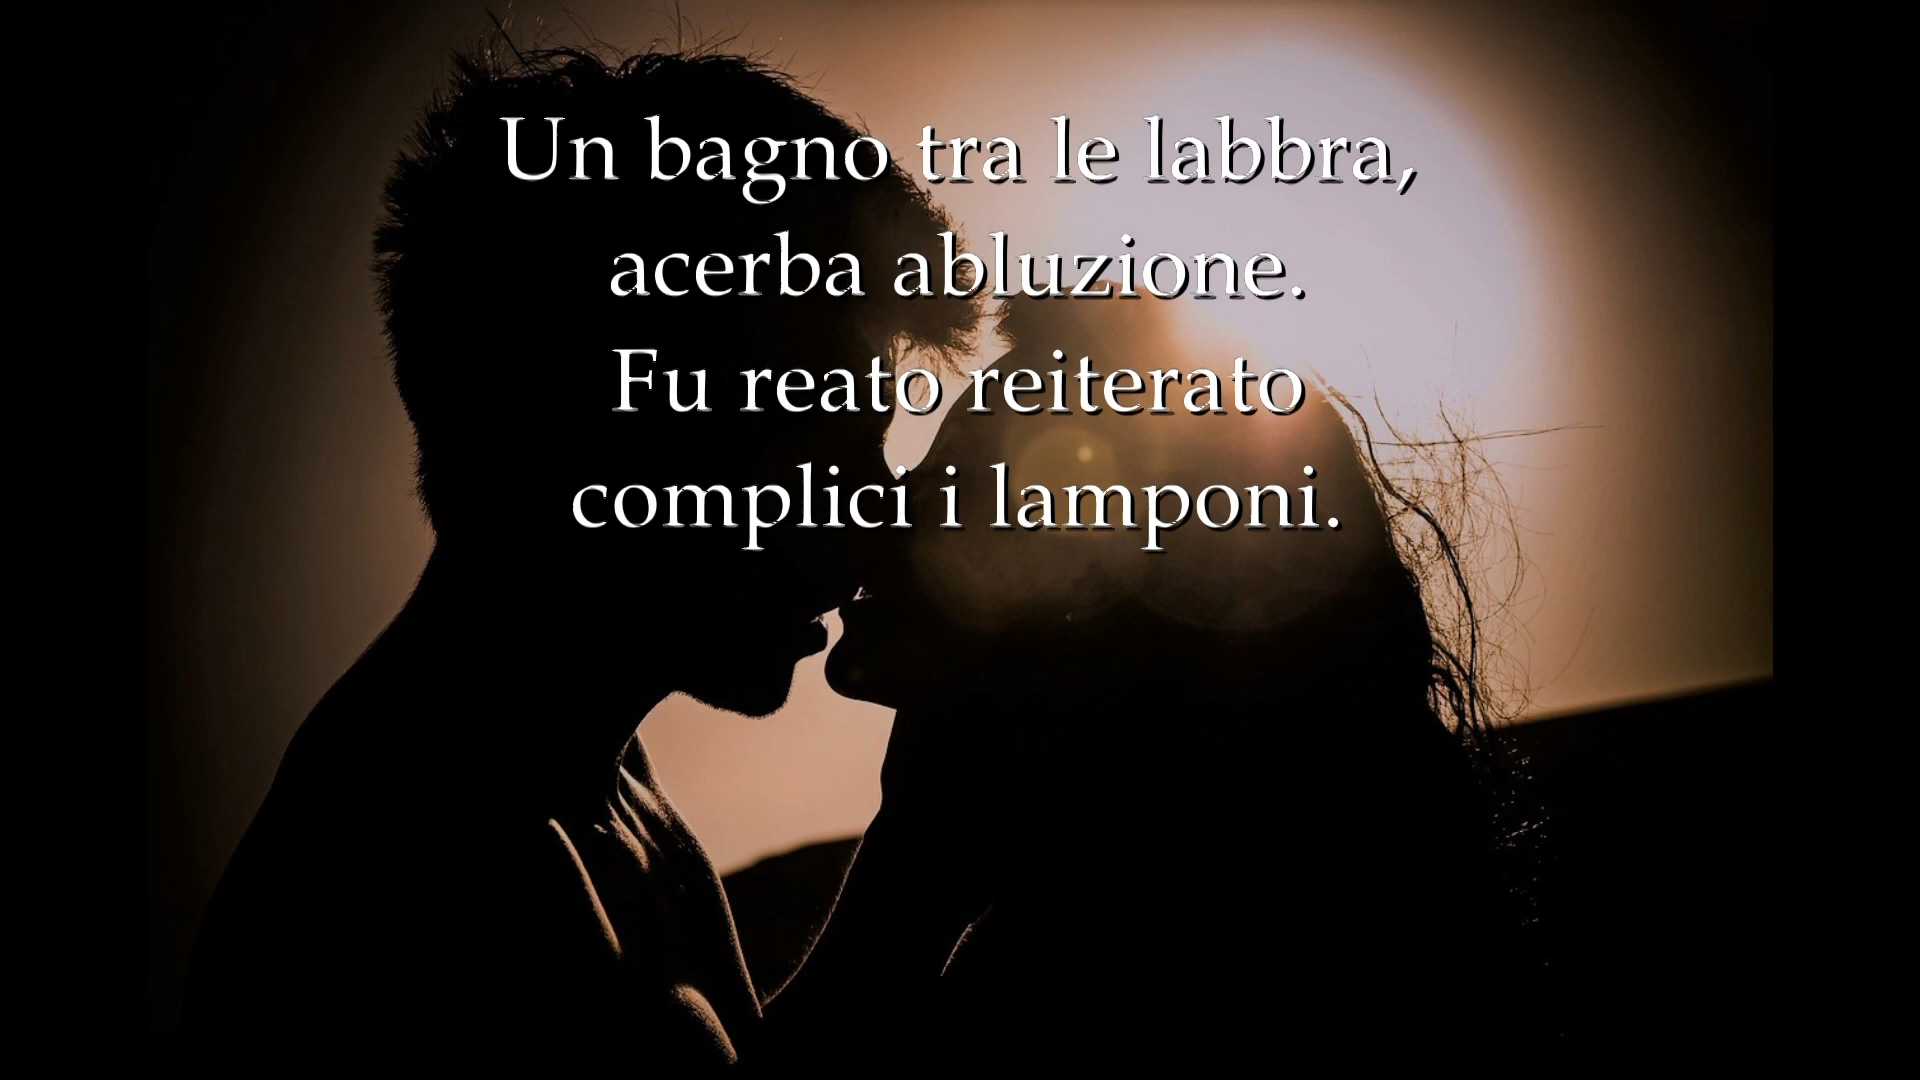 Un bagno tra le labbra,
acerba abluzione.
Fu reato reiterato
complici i lamponi.